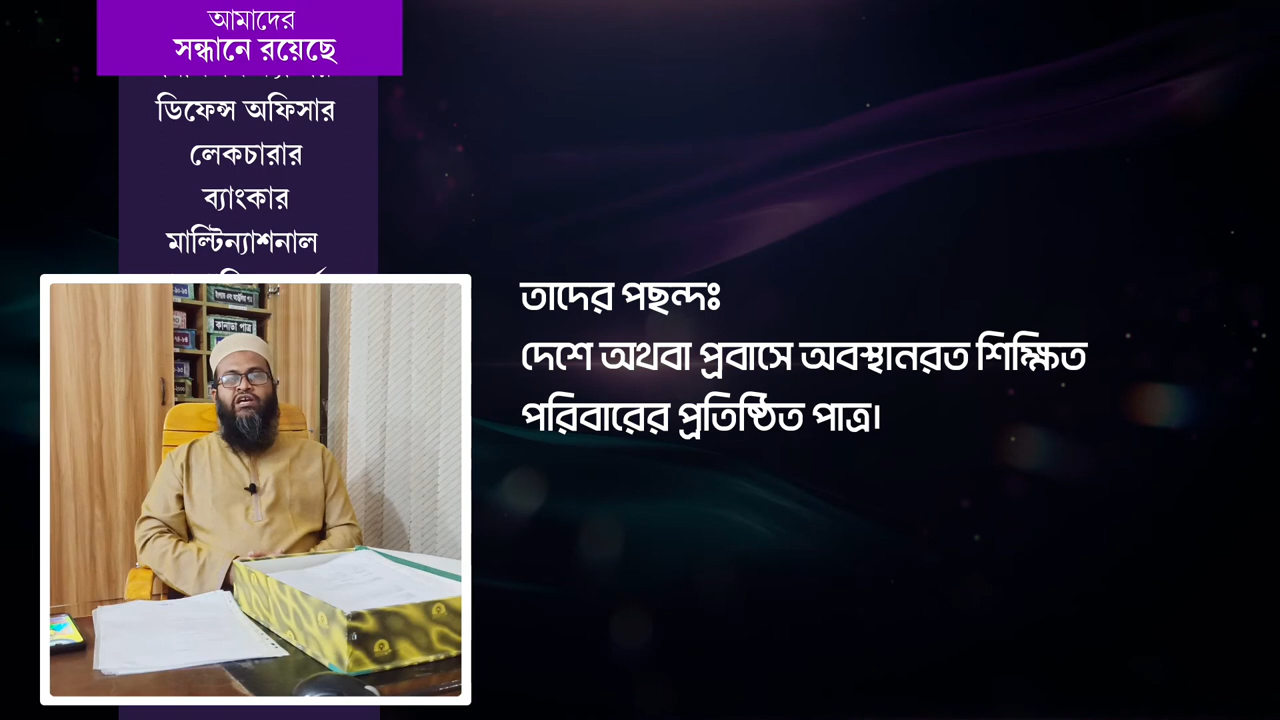 আমাদের
সন্ধানে রয়েছে
ডিফেন্স অফিসার
লেকচারার
ব্যাংকার
মাল্টিন্যাশনাল
কানাডা পাত্র
তাদের পছন্দঃ
দেশে অথবা প্রবাসে অবস্থানরত শিক্ষিত
পরিবারের প্রতিষ্ঠিত পাত্র।